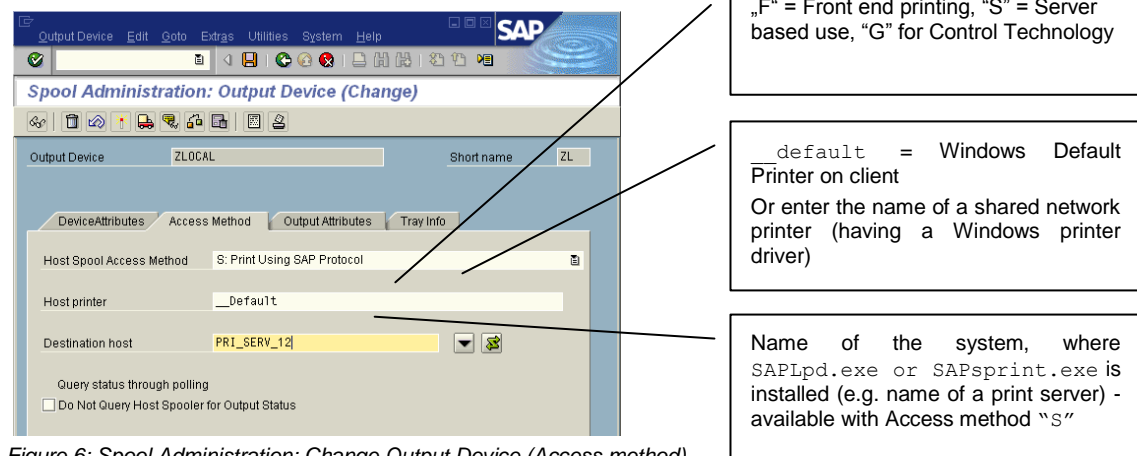 Output Device Edit Goto Extras Utilities System Help
SAP
Spool Administration: Output Device (Change)
Output Device ZLOCAL Short name ZL
DeviceAttributes Access Method Output Attributes Tray Info
Host Spool Access Method S: Print Using SAP Protocol
Host printer __Default
Destination host PRI_SERV_12
Query status through polling
Do Not Query Host Spooler for Output Status
Figure 6: Spool Administration: Change Output Device (Access method)
„F“ = Front end printing, “S” = Server
based use, “G” for Control Technology
__default = Windows Default
Printer on client
Or enter the name of a shared network
printer (having a Windows printer
driver)
Name of the system, where
SAPLpd.exe or SAPsprint.exe is
installed (e.g. name of a print server) -
available with Access method “S”